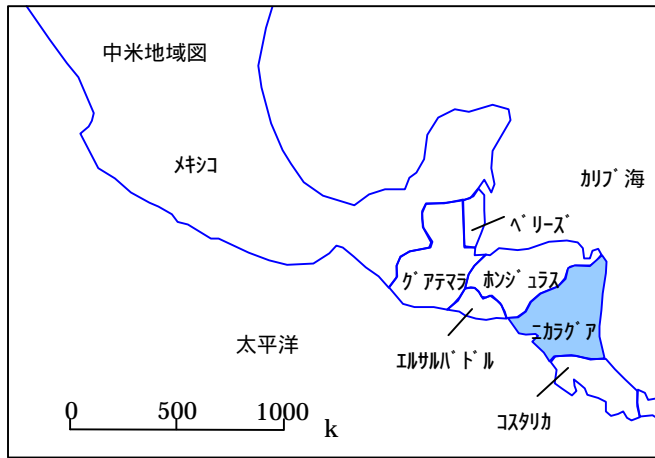 中米地域図
メキシコ
カリブ海
ベリーズ
グアテマラ
ホンジュラス
ニカラグア
太平洋
エルサルバドル
コスタリカ
0 500 1000 k